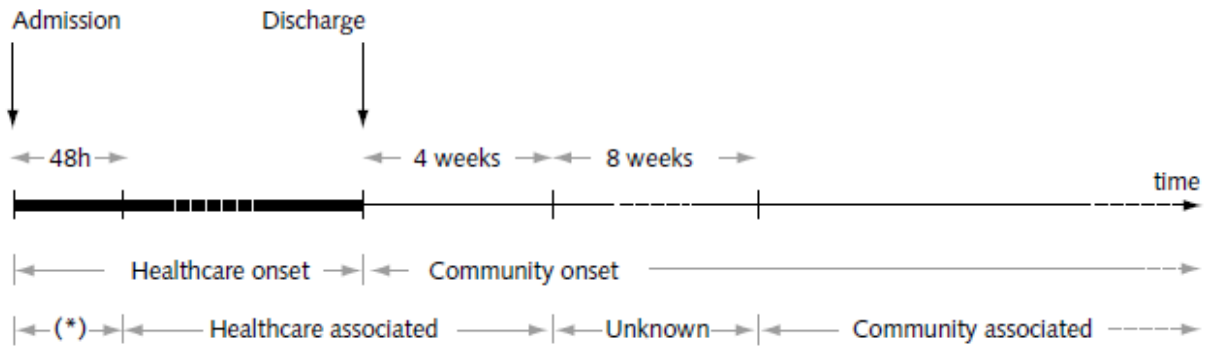 Admission Discharge
48h 4 weeks 8 weeks
time
Healthcare onset Community onset
(*) Healthcare associated Unknown Community associated